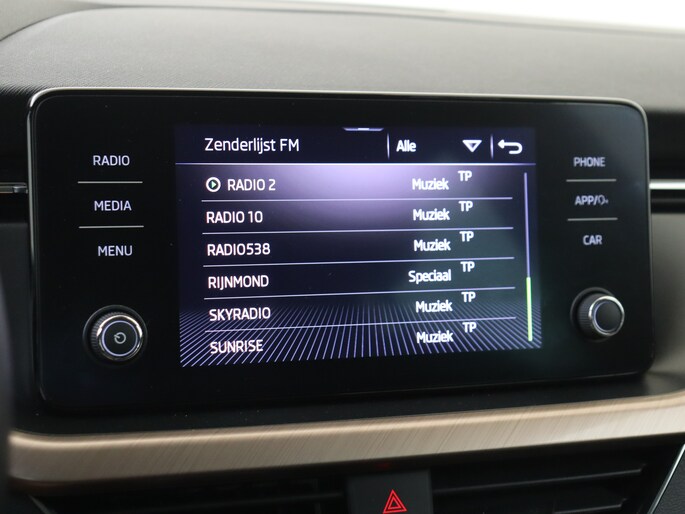 Zenderlijst FM Alle
RADIO 2 Muziek TP
RADIO 10 Muziek TP
RADIO538 Muziek TP
RIJNMOND Speciaal TP
SKYRADIO Muziek TP
SUNRISE Muziek TP
RADIO
MEDIA
MENU
PHONE
APP/
CAR